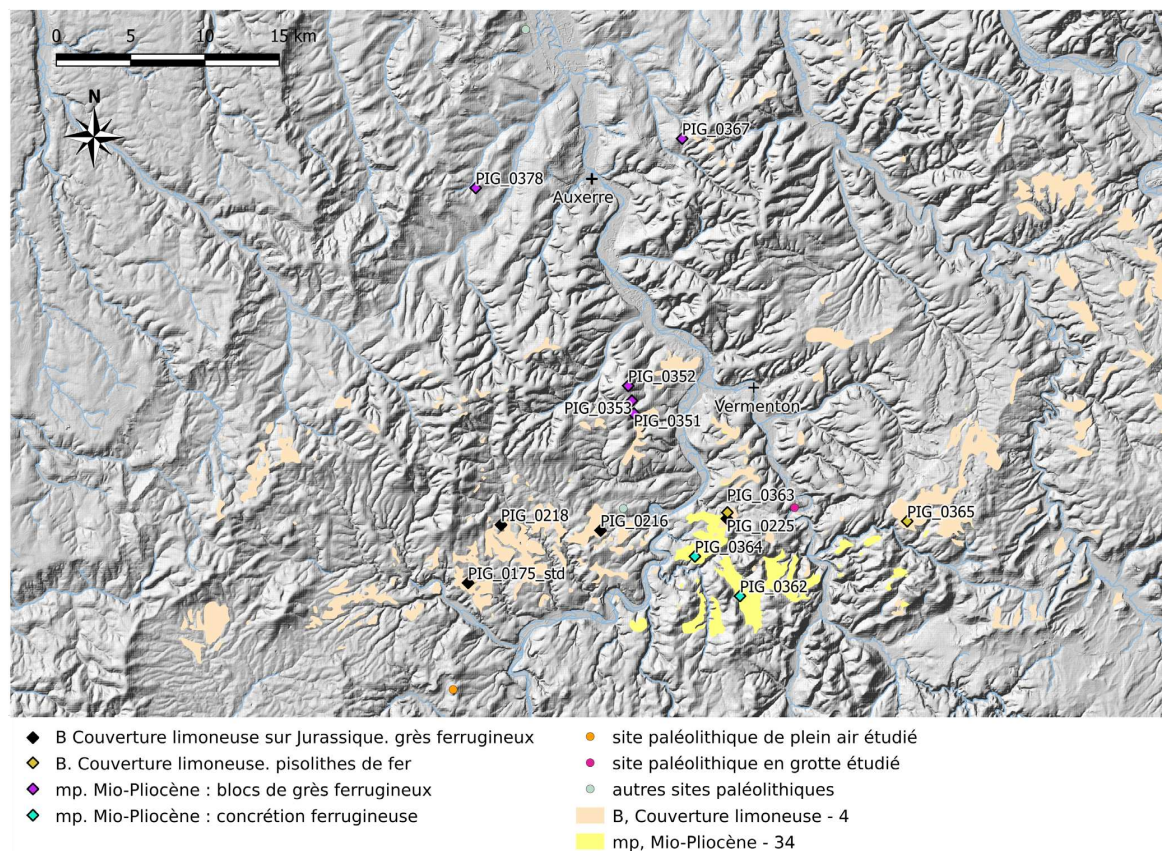 0 5 10 15 km
N
PIG_0367
PIG_0378
Auxerre
PIG_0352
PIG_0353
Vermenton
PIG_0351
PIG_0363
PIG_0218
PIG_0216
PIG_0225
PIG_0365
PIG_0364
PIG_0175_std
PIG_0362
B Couverture limoneuse sur Jurassique. grès ferrugineux
B. Couverture limoneuse. pisolithes de fer
mp. Mio-Pliocène : blocs de grès ferrugineux
mp. Mio-Pliocène : concrétion ferrugineuse
site paléolithique de plein air étudié
site paléolithique en grotte étudié
autres sites paléolithiques
B, Couverture limoneuse - 4
mp, Mio-Pliocène - 34